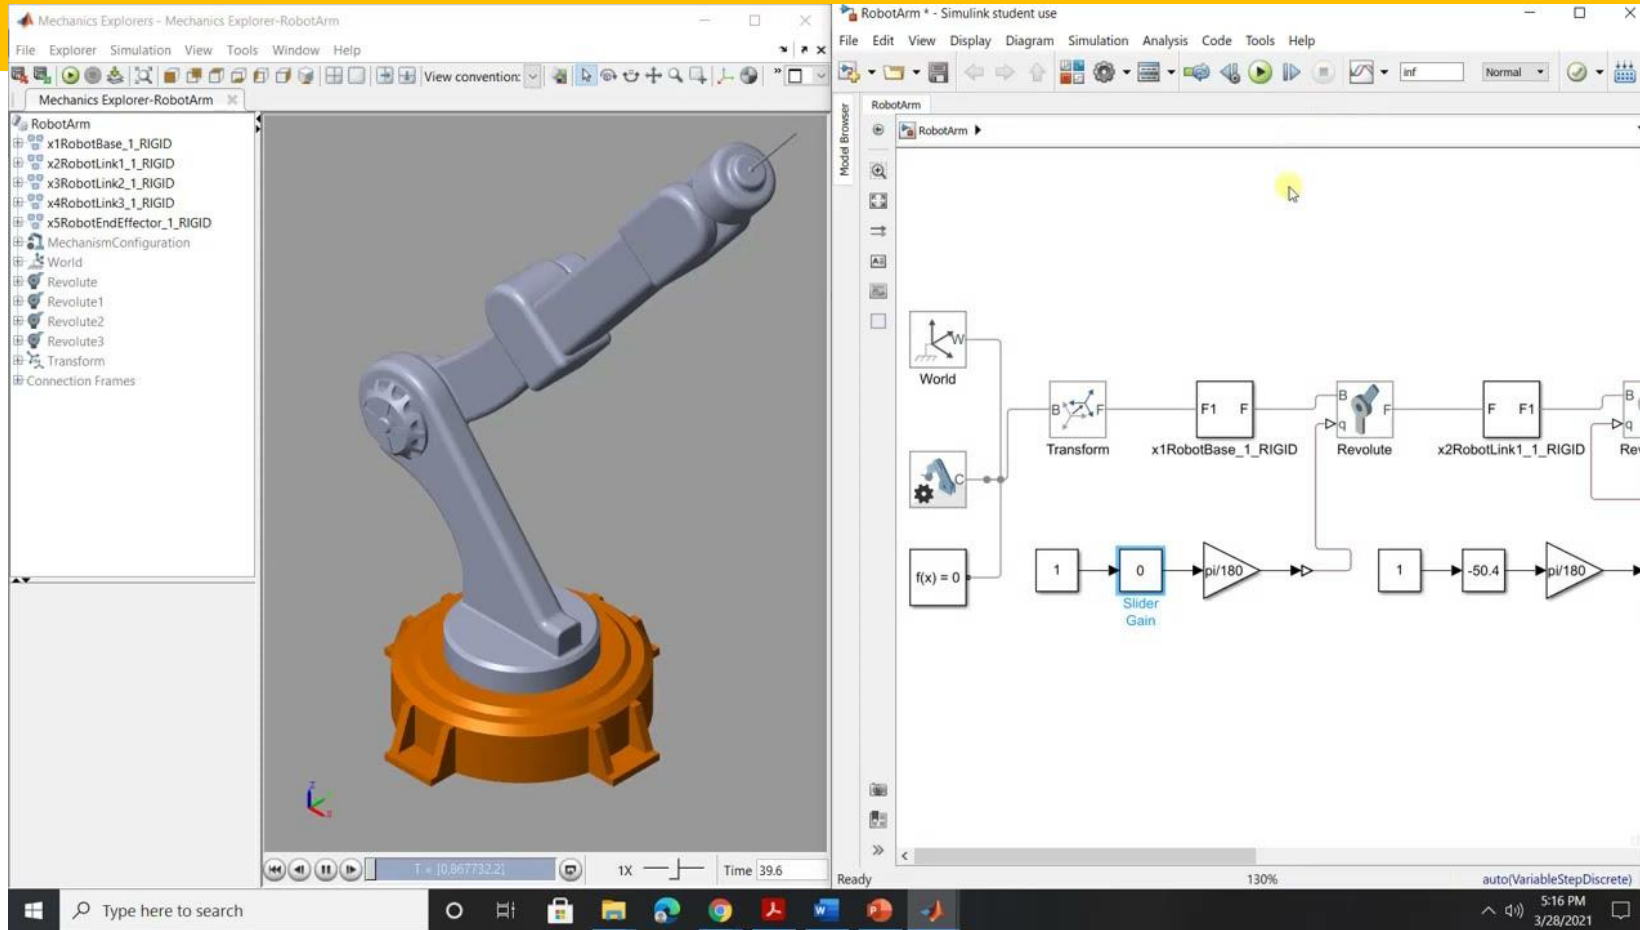 Mechanics Explorers - Mechanics Explorer-RobotArm
File Explorer Simulation View Tools Window Help
View convention:
Mechanics Explorer-RobotArm
RobotArm
x1RobotBase_1_RIGID
x2RobotLink1_1_RIGID
x3RobotLink2_1_RIGID
x4RobotLink3_1_RIGID
x5RobotEndEffector_1_RIGID
MechanismConfiguration
World
Revolute
Revolute1
Revolute2
Revolute3
Transform
Connection Frames
1X
Time 39.6
RobotArm * - Simulink student use
File Edit View Display Diagram Simulation Analysis Code Tools Help
inf
Normal
RobotArm
RobotArm
Model Browser
W
World
C
f(x) = 0
B F
Transform
F1 F
x1RobotBase_1_RIGID
B
q
F
Revolute
F F1
x2RobotLink1_1_RIGID
B
q
Rev
1
0
Slider
Gain
pi/180
1
-50.4
pi/180
Ready
130%
auto(VariableStepDiscrete)
Type here to search
5:16 PM
3/28/2021